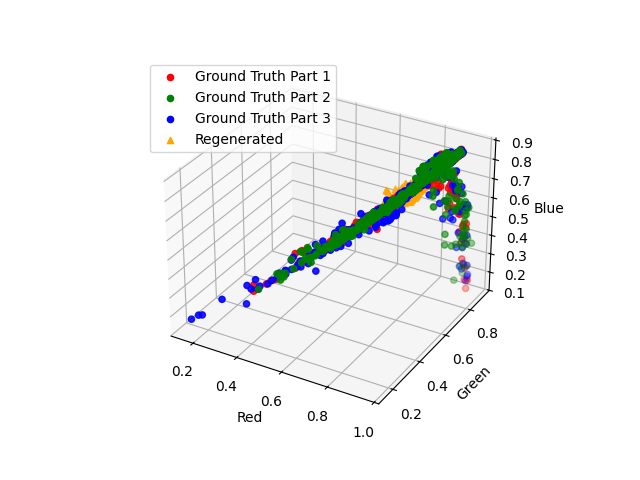 Ground Truth Part 1
Ground Truth Part 2
Ground Truth Part 3
Regenerated
0.9
0.8
0.7
0.6
0.5
0.4
0.3
0.2
0.1
Blue
0.2
0.4
0.6
0.8
1.0
Red
0.2
0.4
0.6
0.8
Green